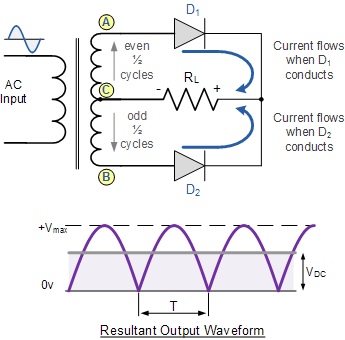 A
D1
AC
Input
even
½
cycles
C
RL
-
+
odd
½
cycles
B
D2
Current flows
when D1
conducts
Current flows
when D2
conducts
+Vmax
0v
VDC
T
Resultant Output Waveform